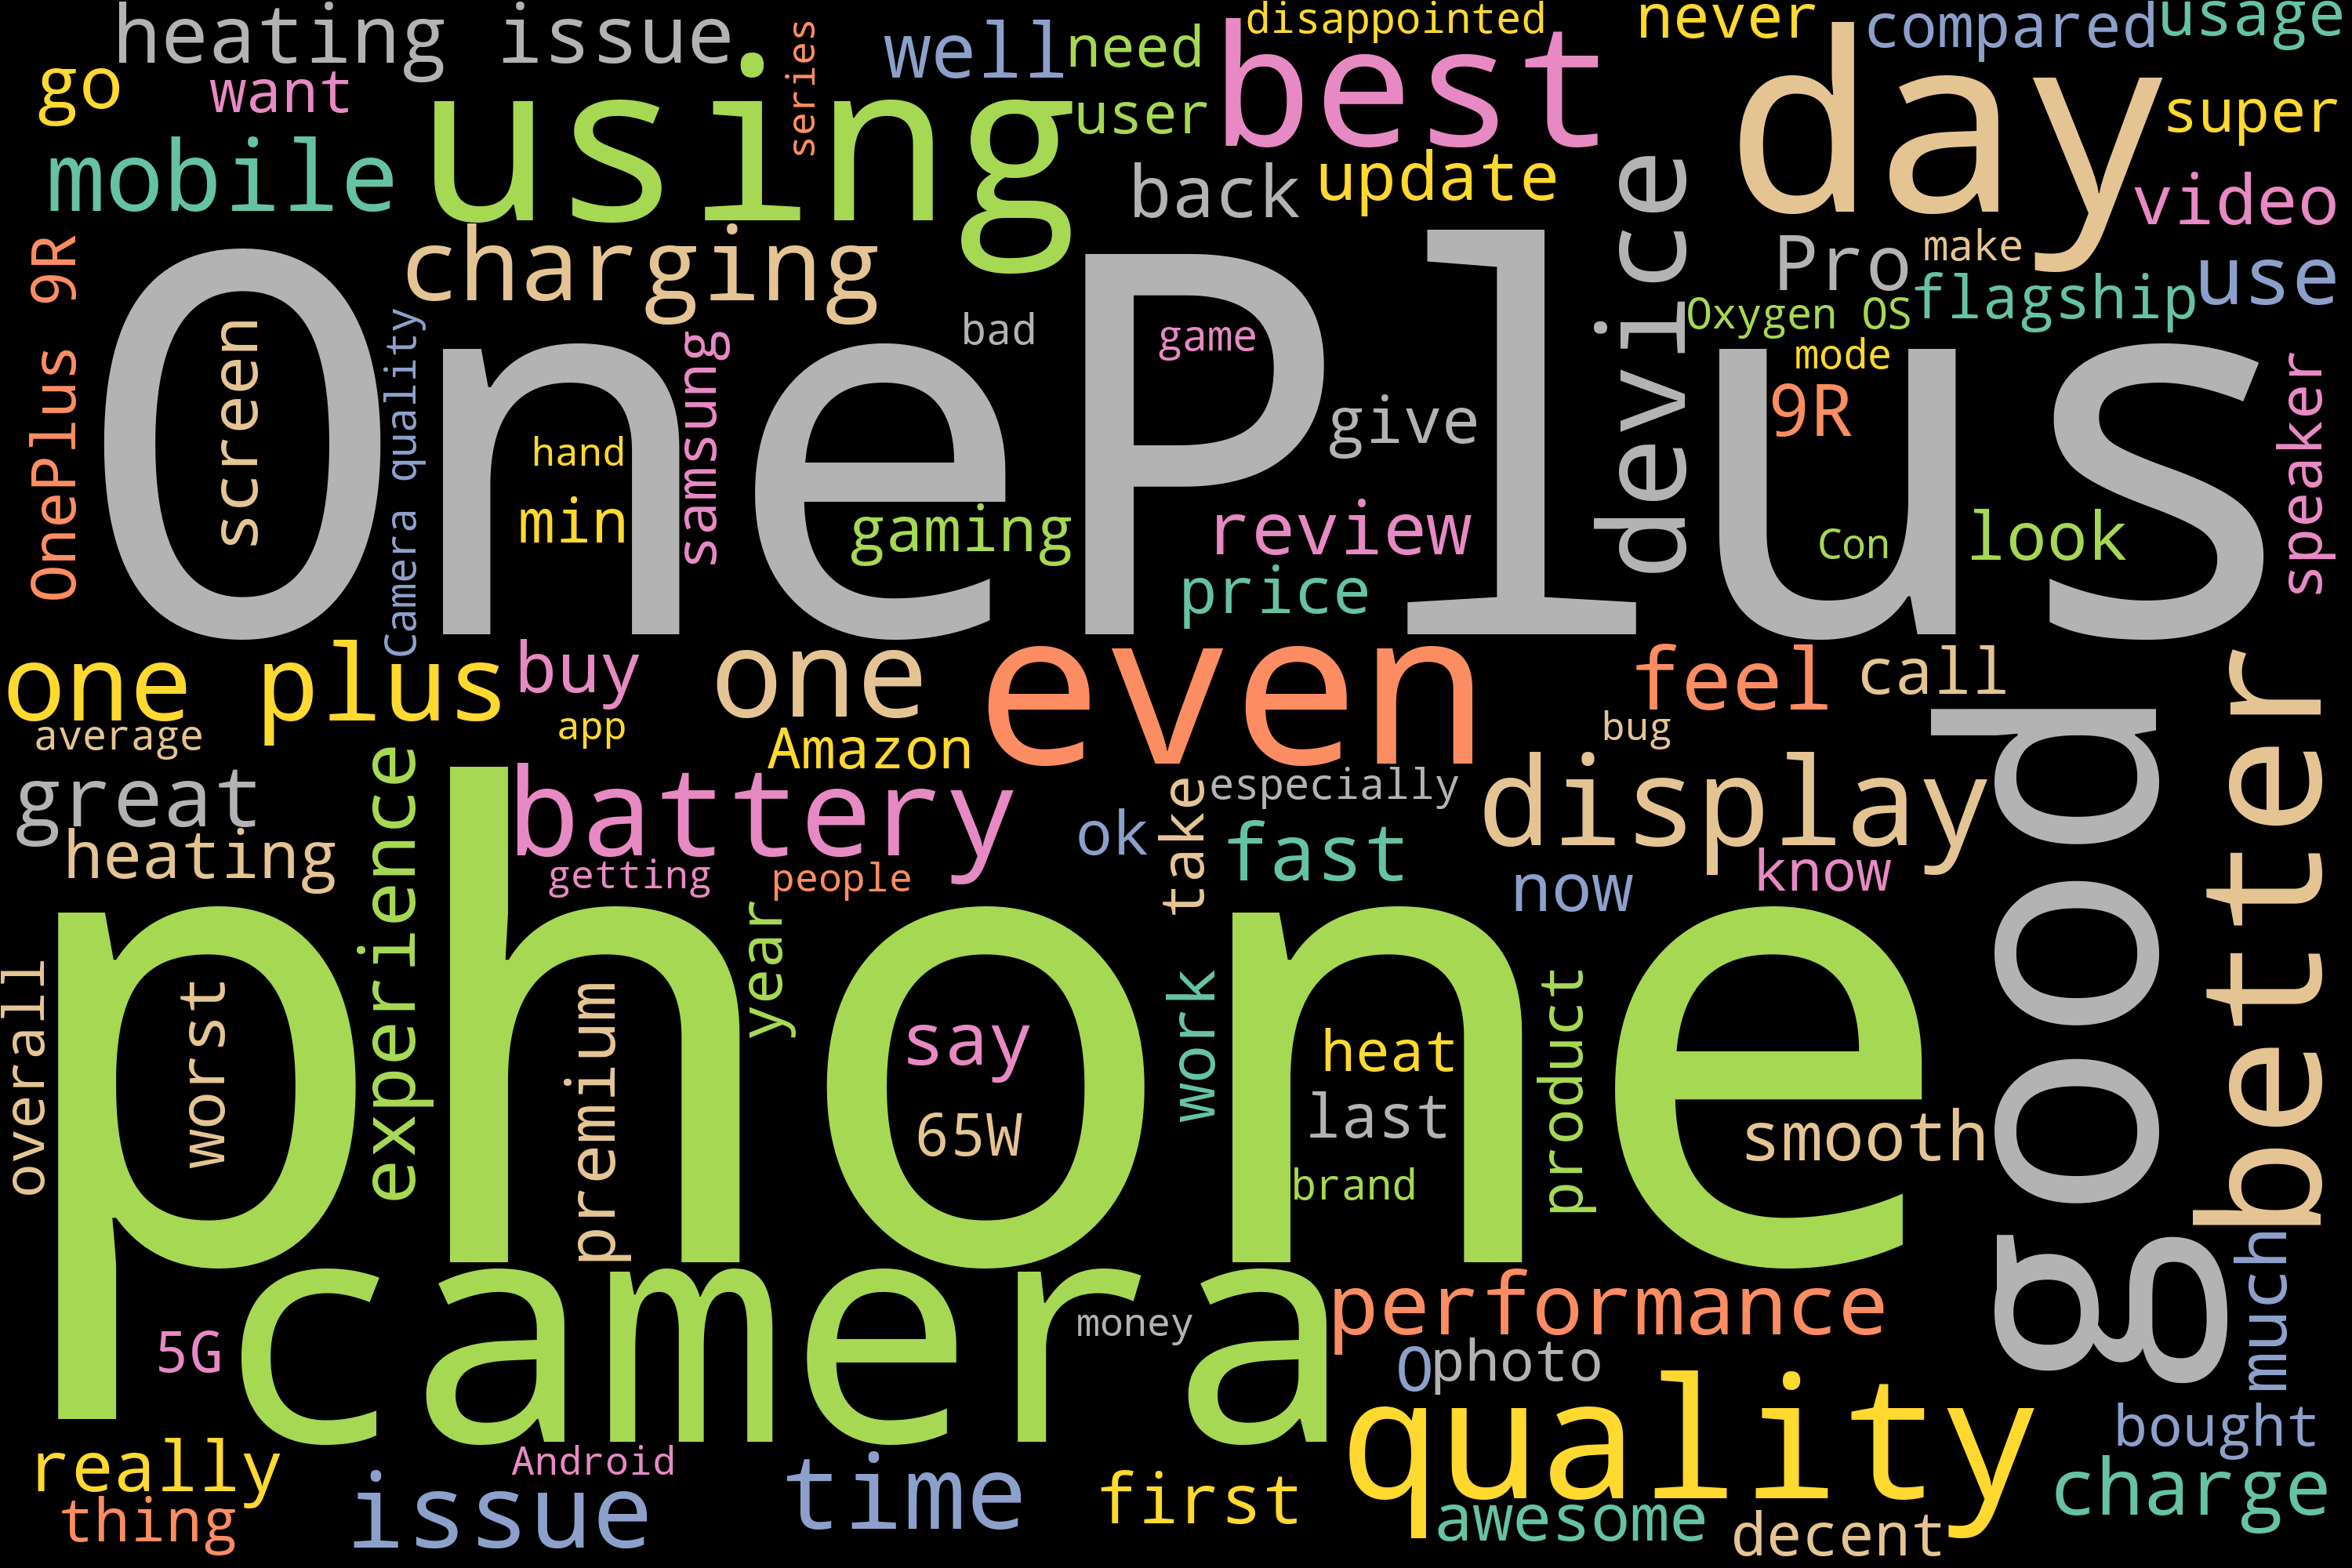 heating issue
disappointed
never
compared
usage
go
want
using
series
well
need
user
best
day
super
mobile
back
update
device
video
charging
Pro
make
use
OnePlus 9R
screen
Camera quality
samsung
bad
game
Oxygen OS
flagship
mode
OnePlus
hand
give
9R
speaker
min
gaming
review
Con
look
price
one plus
buy
one
even
feel
call
average
app
Amazon
bug
good
better
great
experience
battery
especially
display
heating
ok
take
fast
getting
people
now
know
phone
overall
worst
premium
year
say
work
heat
product
65W
last
smooth
brand
camera
5G
money
performance
much
O
photo
quality
really
Android
bought
thing
issue
time
first
awesome
charge
decent